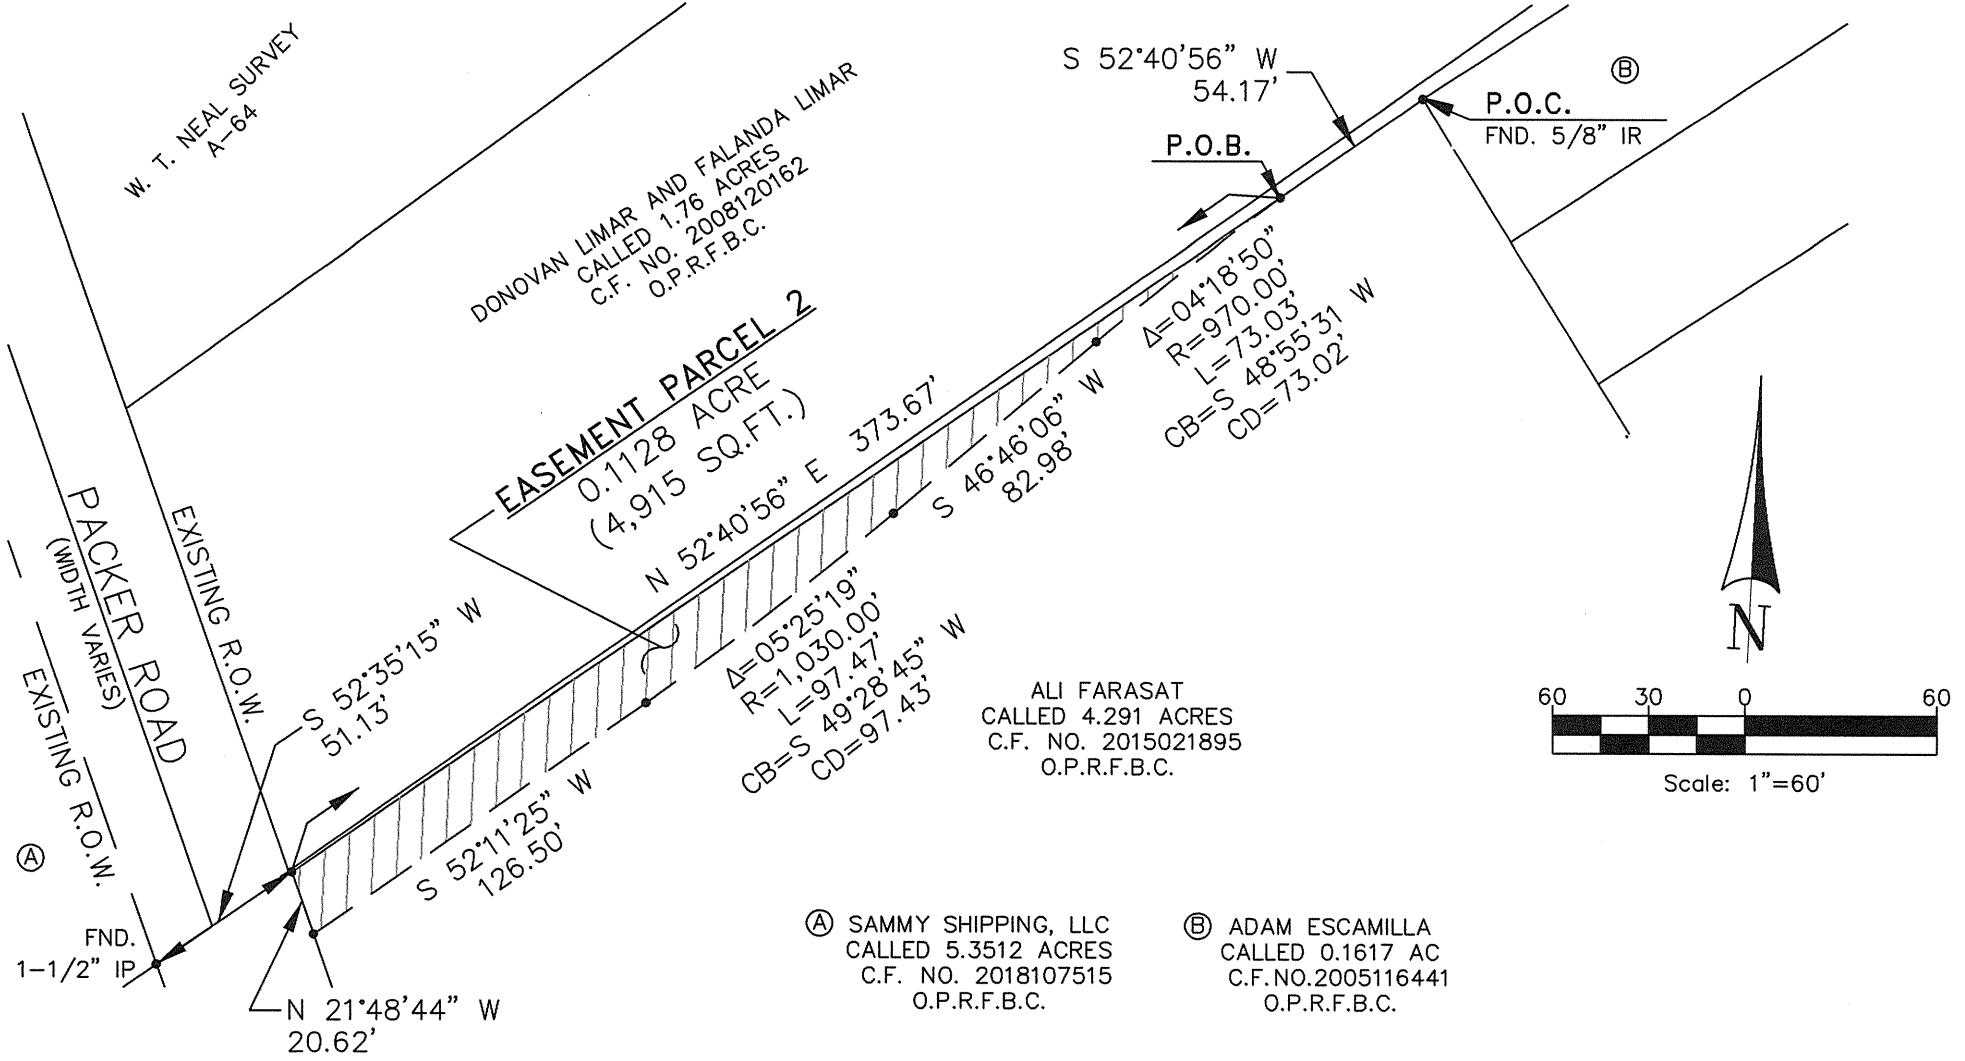 W. T. NEAL SURVEY
A-64
DONOVAN LIMAR AND FALANDA LIMAR
CALLED 1.76 ACRES
C.F. NO. 2008120162
O.P.R.F.B.C.
S 52°40'56" W
54.17'
P.O.B.
Ⓑ
P.O.C.
FND. 5/8" IR
EASEMENT PARCEL 2
0.1128 ACRE
(4,915 SQ.FT.)
N 52°40'56" E 373.67'
Δ=04°18'50"
R=970.00'
L=73.03'
CB=S 48°55'31 W
CD=73.02'
S 46°46'06" W
82.98'
Δ=05°25'19"
R=1,030.00'
L=97.47'
CB=S 49°28'45" W
CD=97.43'
PACKER ROAD
(WIDTH VARIES)
EXISTING R.O.W.
EXISTING R.O.W.
S 52°35'15" W
51.13'
S 52°11'25" W
126.50'
ALI FARASAT
CALLED 4.291 ACRES
C.F. NO. 2015021895
O.P.R.F.B.C.
N
60 30 0 60
Scale: 1"=60'
Ⓐ
FND.
1-1/2" IP
N 21°48'44" W
20.62'
Ⓐ SAMMY SHIPPING, LLC
CALLED 5.3512 ACRES
C.F. NO. 2018107515
O.P.R.F.B.C.
Ⓑ ADAM ESCAMILLA
CALLED 0.1617 AC
C.F.NO.2005116441
O.P.R.F.B.C.